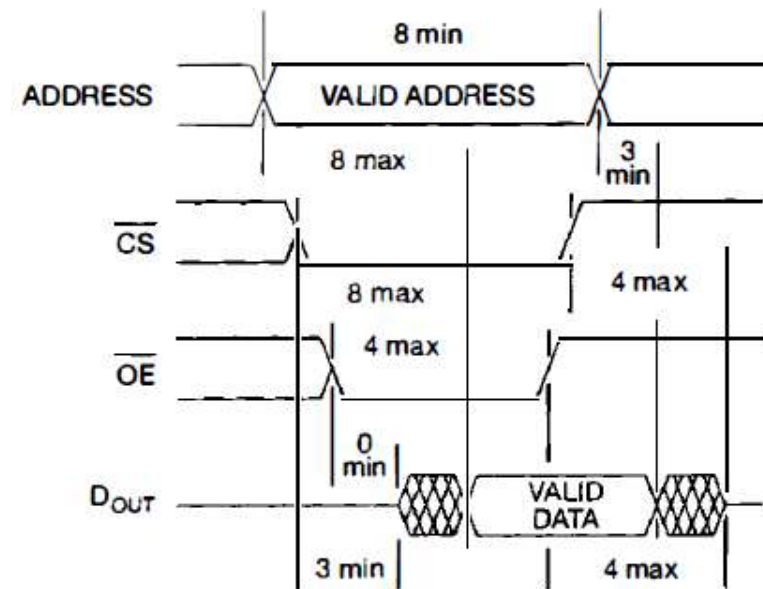 8 min
ADDRESS
VALID ADDRESS
8 max
3
min
CS
8 max
4 max
OE
4 max
0
min
DOUT
VALID
DATA
3 min
4 max